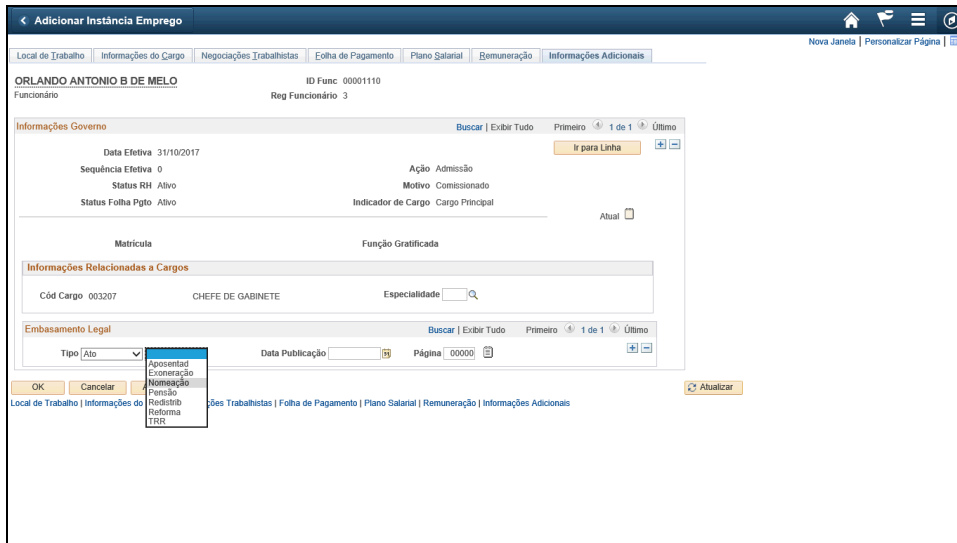 Adicionar Instância Emprego
Nova Janela | Personalizar Página |
Local de Trabalho Informações do Cargo Negociações Trabalhistas Folha de Pagamento Plano Salarial Remuneração Informações Adicionais
ORLANDO ANTONIO B DE MELO ID Func 00001110
Funcionário Reg Funcionário 3
Informações Governo Buscar | Exibir Tudo Primeiro 1 de 1 Último
Data Efetiva 31/10/2017 Ir para Linha
Sequência Efetiva 0 Ação Admissão
Status RH Ativo Motivo Comissionado
Status Folha Pgto Ativo Indicador de Cargo Cargo Principal
Atual
Matrícula Função Gratificada
Informações Relacionadas a Cargos
Cód Cargo 003207 CHEFE DE GABINETE Especialidade
Embasamento Legal Buscar | Exibir Tudo Primeiro 1 de 1 Último
Tipo Ato Data Publicação Página 00000
Aposentad
Exoneração
Nomeação
Pensão
Redistrib
Reforma
TRR
OK Cancelar Atualizar
Local de Trabalho | Informações do Trabalhistas | Folha de Pagamento | Plano Salarial | Remuneração | Informações Adicionais